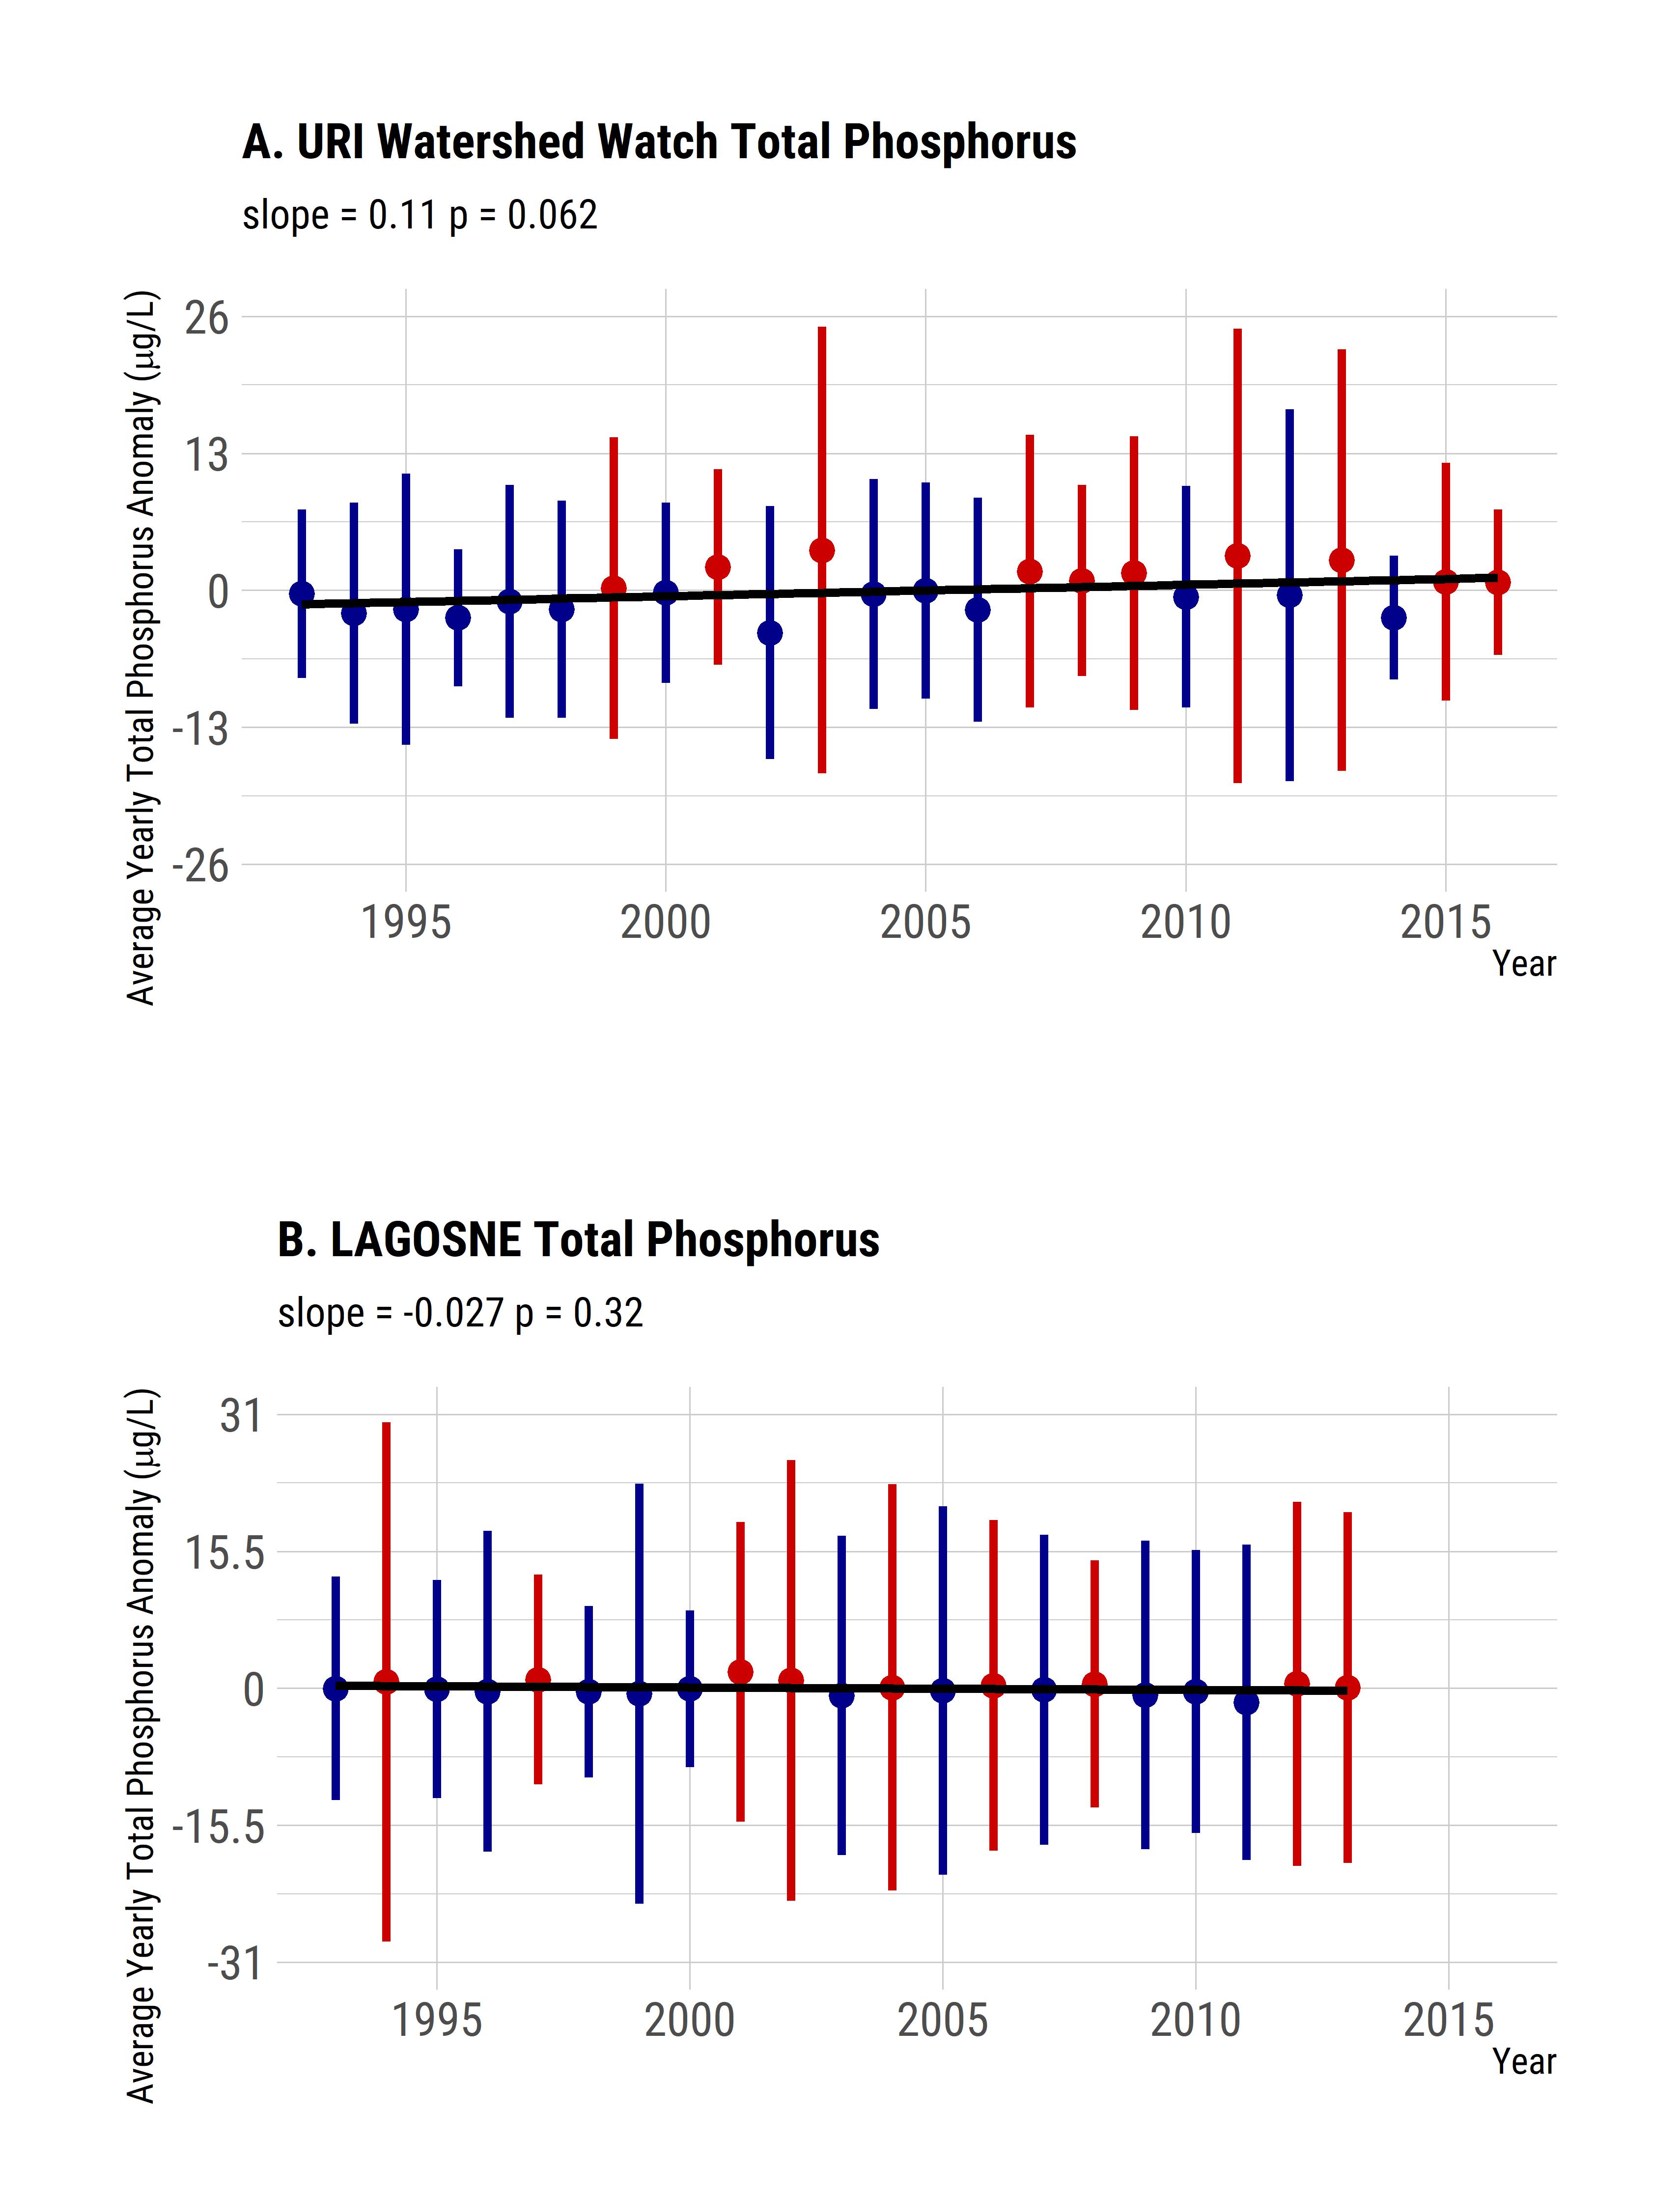 A. URI Watershed Watch Total Phosphorus
slope = 0.11 p = 0.062
Average Yearly Total Phosphorus Anomaly (μg/L)
26
13
0
-13
-26
1995 2000 2005 2010 2015
Year
B. LAGOSNE Total Phosphorus
slope = -0.027 p = 0.32
Average Yearly Total Phosphorus Anomaly (μg/L)
31
15.5
0
-15.5
-31
1995 2000 2005 2010 2015
Year